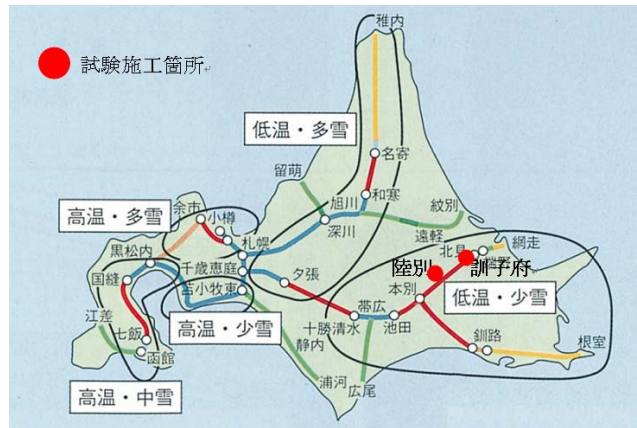 試験施工箇所
稚内
低温・多雪
名寄
留萌
旭川
和寒
紋別
深川
遠軽
余市
小樽
高温・多雪
札幌
北見
網走
端野
訓子府
陸別
黒松内
千歳恵庭
夕張
国縫
苫小牧東
本別
低温・少雪
帯広
高温・少雪
十勝清水
池田
江差
静内
釧路
七飯
根室
函館
浦河
広尾
高温・中雪